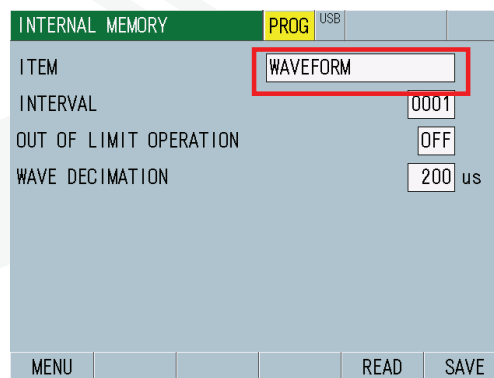 INTERNAL MEMORY PROG USB
ITEM WAVEFORM
INTERVAL 0001
OUT OF LIMIT OPERATION OFF
WAVE DECIMATION 200 us
MENU READ SAVE